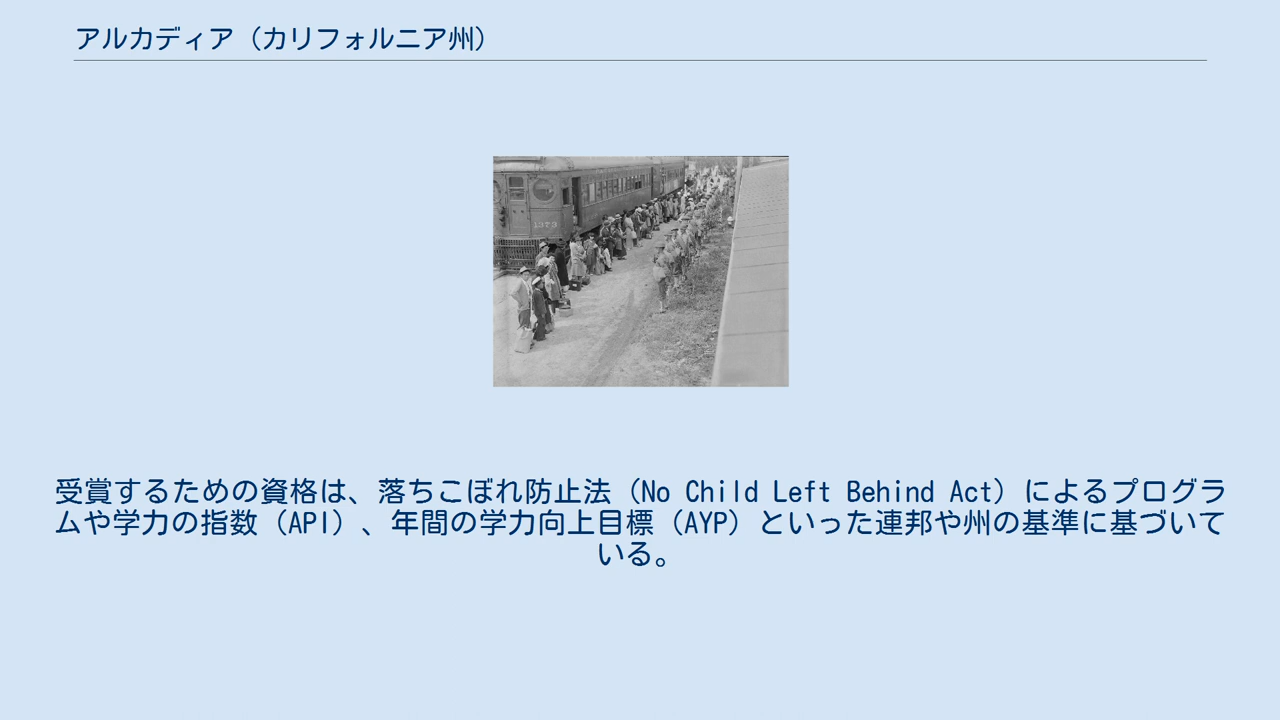 アルカディア（カリフォルニア州）
1373
受賞するための資格は、落ちこぼれ防止法（No Child Left Behind Act）によるプログラ
ムや学力の指数（API）、年間の学力向上目標（AYP）といった連邦や州の基準に基づいて
いる。